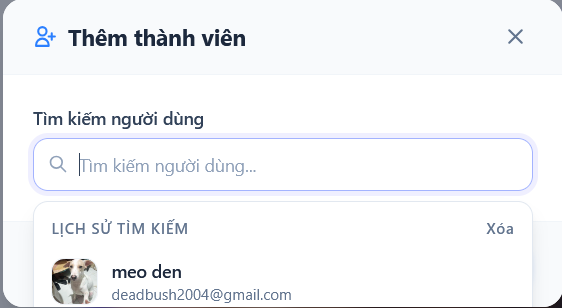 Thêm thành viên
Tìm kiếm người dùng
Tìm kiếm người dùng...
LỊCH SỬ TÌM KIẾM Xóa
meo den
deadbush2004@gmail.com